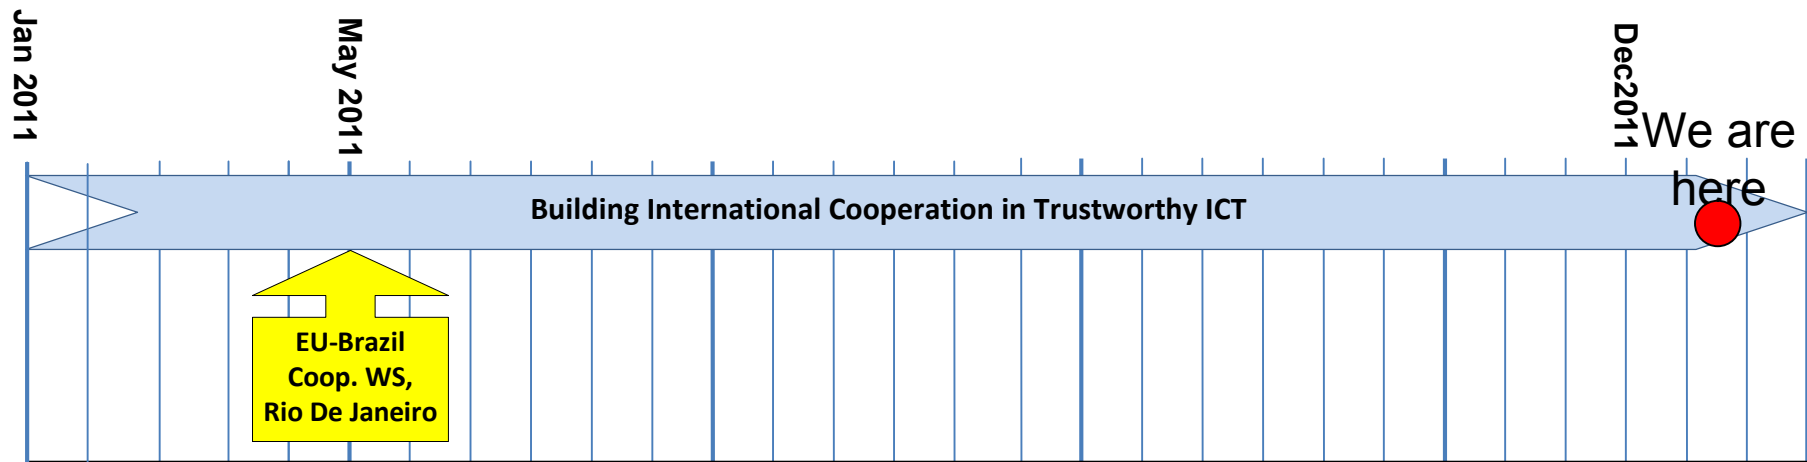 Jan 2011
May 2011
Dec2011
We are
here
Building International Cooperation in Trustworthy ICT
EU-Brazil
Coop. WS,
Rio De Janeiro